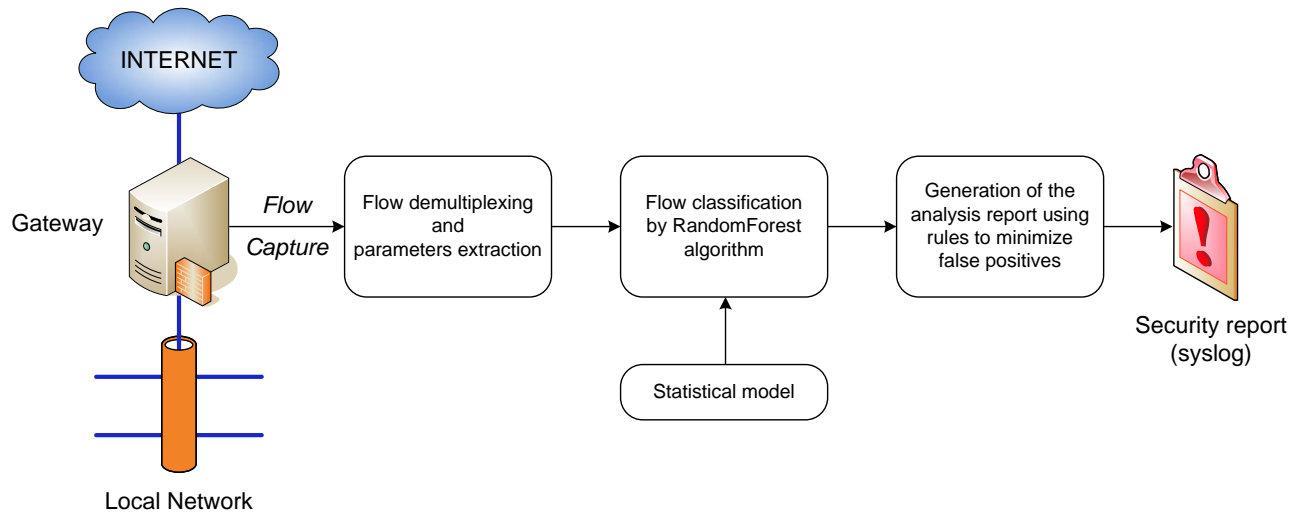 INTERNET
Gateway
Flow
Capture
Flow demultiplexing
and
parameters extraction
Flow classification
by RandomForest
algorithm
Generation of the
analysis report using
rules to minimize
false positives
Security report
(syslog)
Statistical model
Local Network